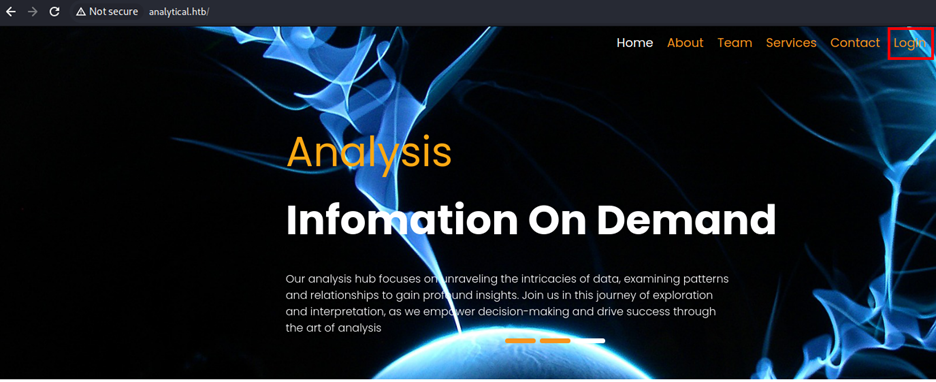 Not secure analytical.htb/
Home About Team Services Contact Login
Analysis
Infomation On Demand
Our analysis hub focuses on unraveling the intricacies of data, examining patterns
and relationships to gain profound insights. Join us in this journey of exploration
and interpretation, as we empower decision-making and drive success through
the art of analysis